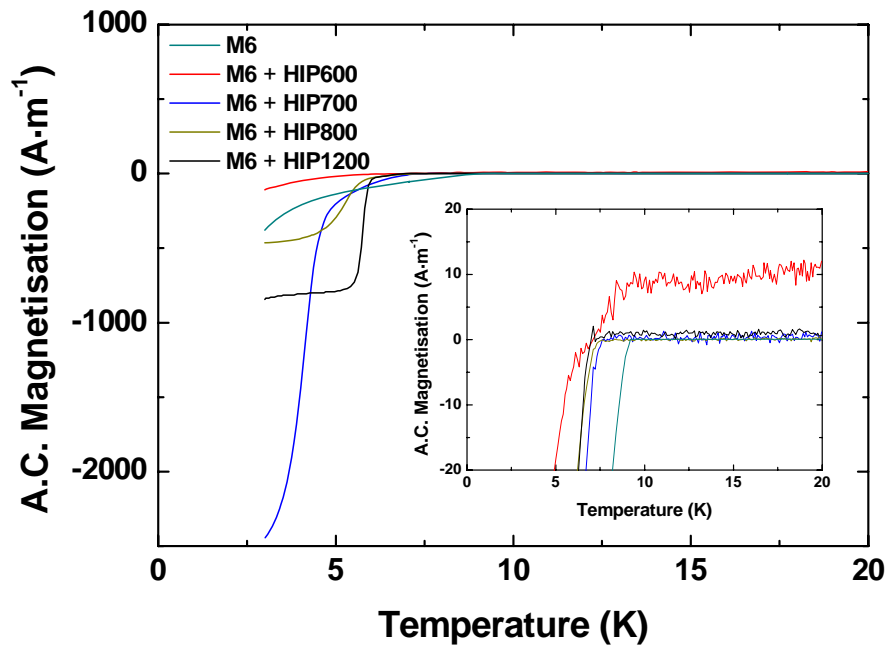 1000
0
-1000
-2000
A.C. Magnetisation (A·m⁻¹)
M6
M6 + HIP600
M6 + HIP700
M6 + HIP800
M6 + HIP1200
20
10
0
-10
-20
A.C. Magnetisation (A·m⁻¹)
0 5 10 15 20
Temperature (K)
0 5 10 15 20
Temperature (K)